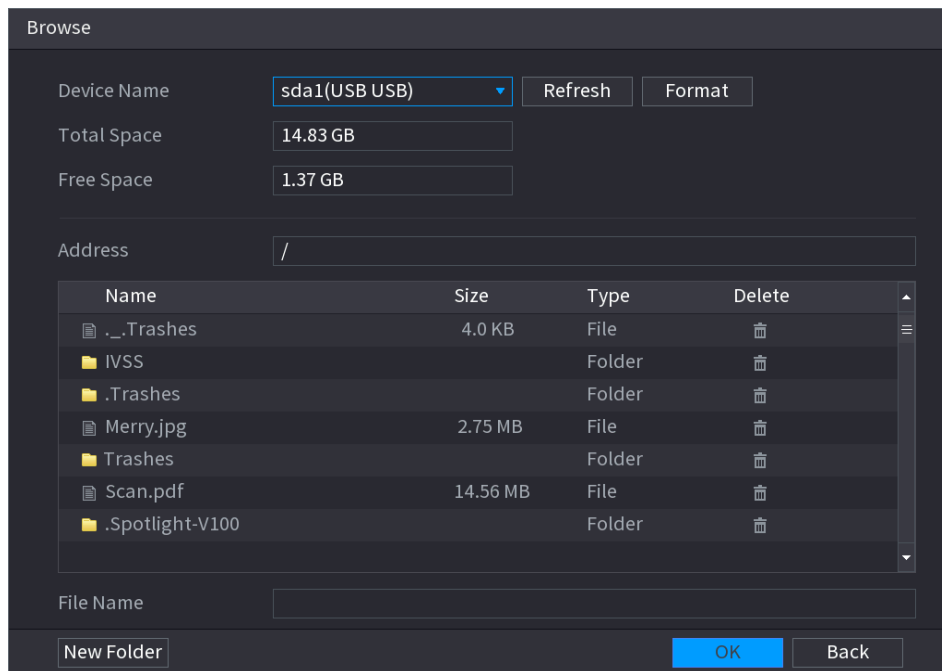 Browse
Device Name sda1(USB USB) Refresh Format
Total Space 14.83 GB
Free Space 1.37 GB
Address /
Name Size Type Delete
._.Trashes 4.0 KB File
IVSS Folder
.Trashes Folder
Merry.jpg 2.75 MB File
Trashes Folder
Scan.pdf 14.56 MB File
.Spotlight-V100 Folder
File Name
New Folder OK Back